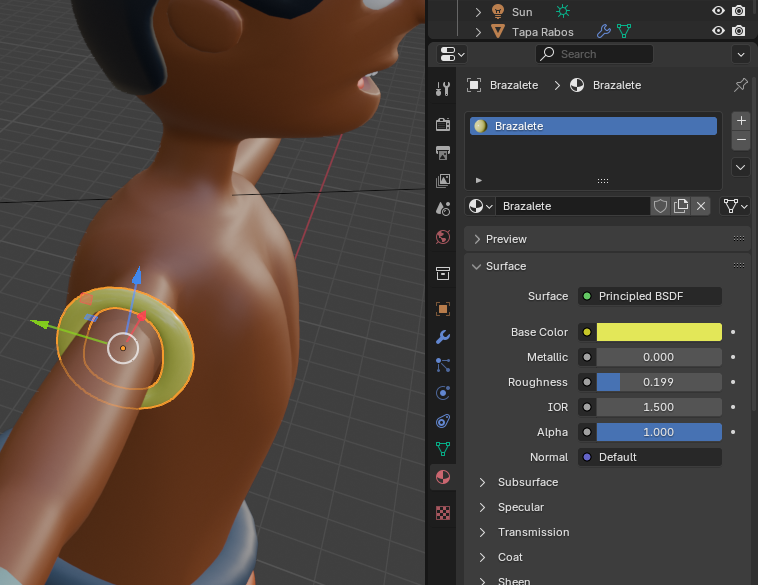 Sun
Tapa Rabos
Search
Brazalete > Brazalete
Brazalete
Brazalete
Preview
Surface
Surface Principled BSDF
Base Color
Metallic 0.000
Roughness 0.199
IOR 1.500
Alpha 1.000
Normal Default
Subsurface
Specular
Transmission
Coat
Sheen